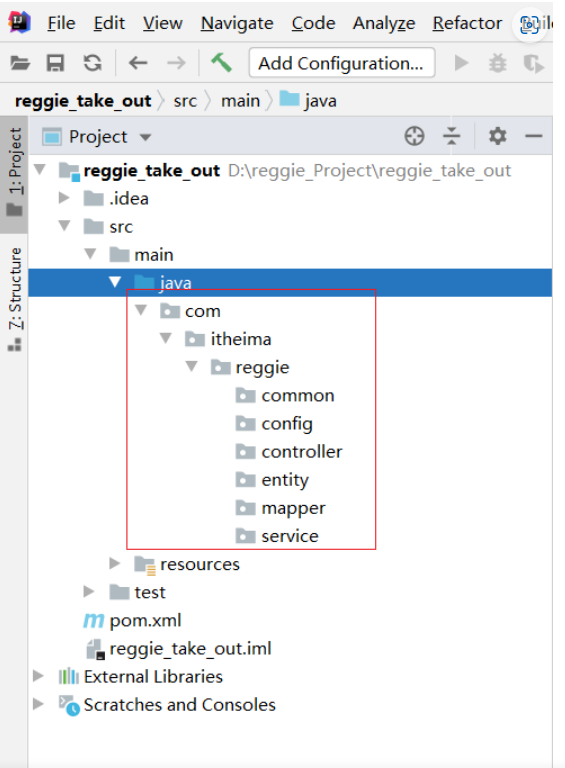 File Edit View Navigate Code Analyze Refactor
Add Configuration...
reggie_take_out src main java
1: Project
Project
reggie_take_out D:\reggie_Project\reggie_take_out
.idea
src
main
java
com
itheima
reggie
common
config
controller
entity
mapper
service
resources
test
pom.xml
reggie_take_out.iml
External Libraries
Scratches and Consoles
Z: Structure